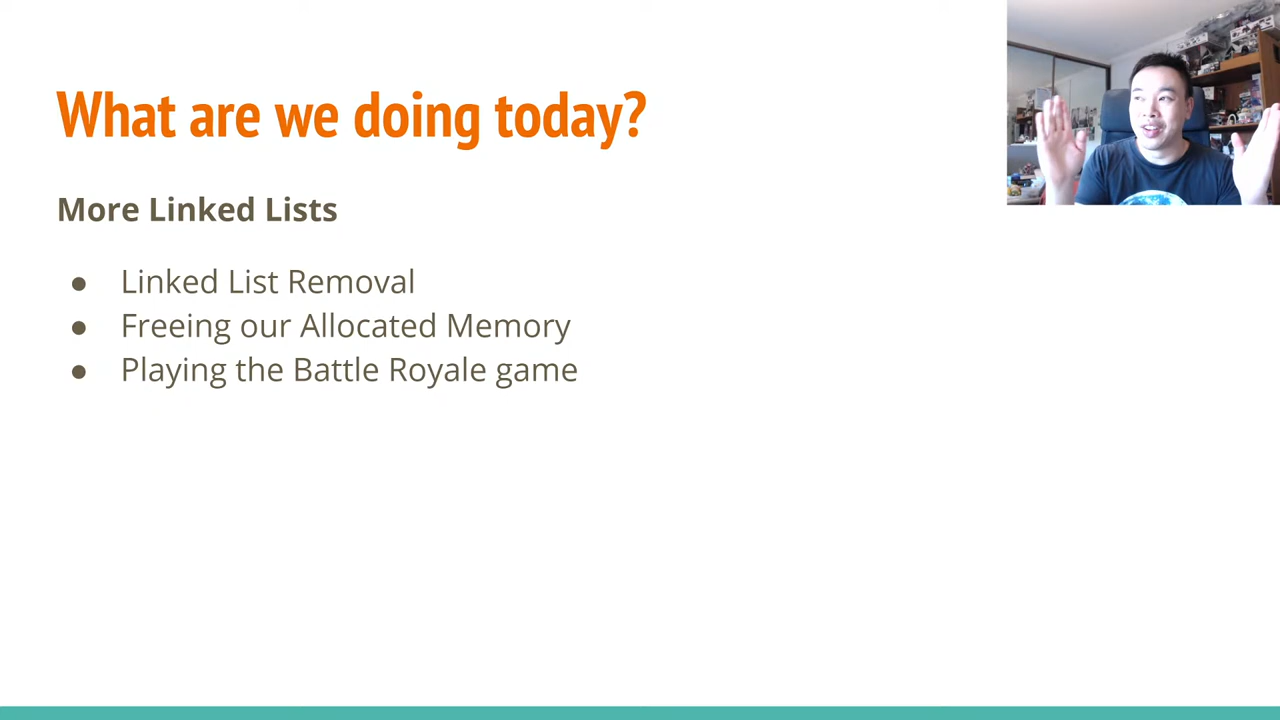 What are we doing today?
More Linked Lists
● Linked List Removal
● Freeing our Allocated Memory
● Playing the Battle Royale game